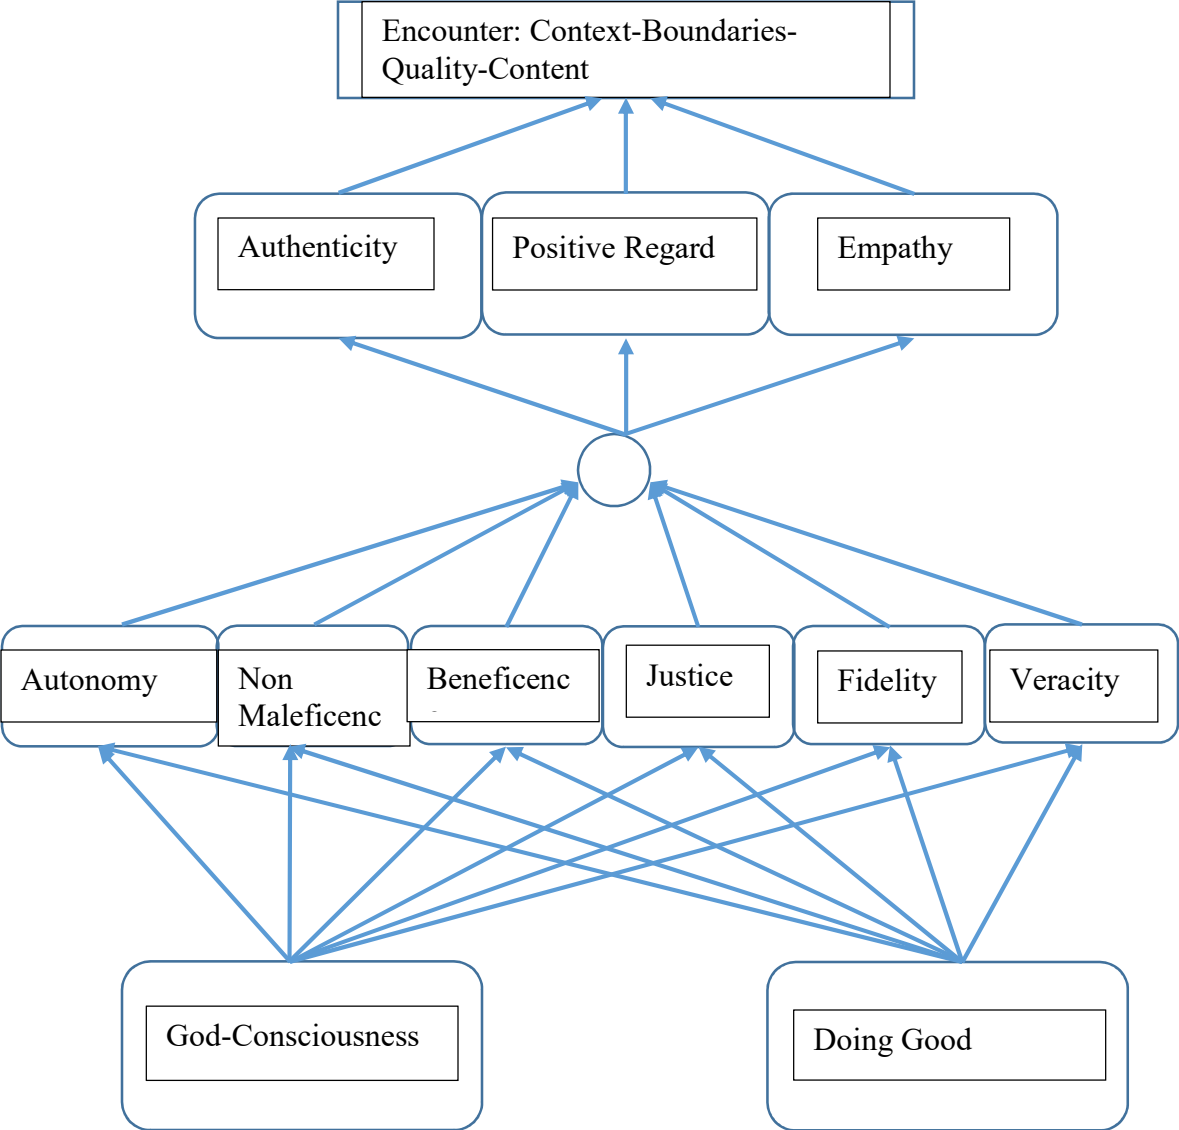 Encounter: Context-Boundaries-
Quality-Content
Authenticity
Positive Regard
Empathy
Autonomy
Non
Maleficenc
Beneficenc
Justice
Fidelity
Veracity
God-Consciousness
Doing Good